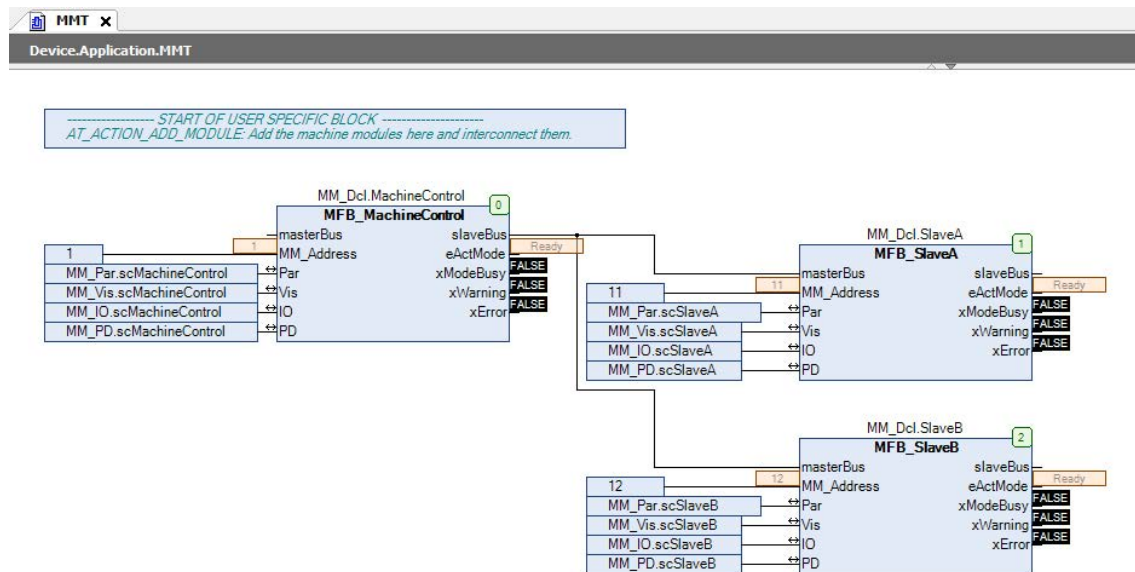 MMT
Device.Application.MMT
------------------ START OF USER SPECIFIC BLOCK ---------------------
AT_ACTION_ADD_MODULE: Add the machine modules here and interconnect them.
MM_Dcl.MachineControl
0
MFB_MachineControl
masterBus slaveBus
1 1 MM_Address eActMode Ready
MM_Par.scMachineControl Par xModeBusy FALSE
MM_Vis.scMachineControl Vis xWarning FALSE
MM_IO.scMachineControl IO xError FALSE
MM_PD.scMachineControl PD
MM_Dcl.SlaveA
1
MFB_SlaveA
masterBus slaveBus
11 11 MM_Address eActMode Ready
MM_Par.scSlaveA Par xModeBusy FALSE
MM_Vis.scSlaveA Vis xWarning FALSE
MM_IO.scSlaveA IO xError FALSE
MM_PD.scSlaveA PD
MM_Dcl.SlaveB
2
MFB_SlaveB
masterBus slaveBus
12 12 MM_Address eActMode Ready
MM_Par.scSlaveB Par xModeBusy FALSE
MM_Vis.scSlaveB Vis xWarning FALSE
MM_IO.scSlaveB IO xError FALSE
MM_PD.scSlaveB PD